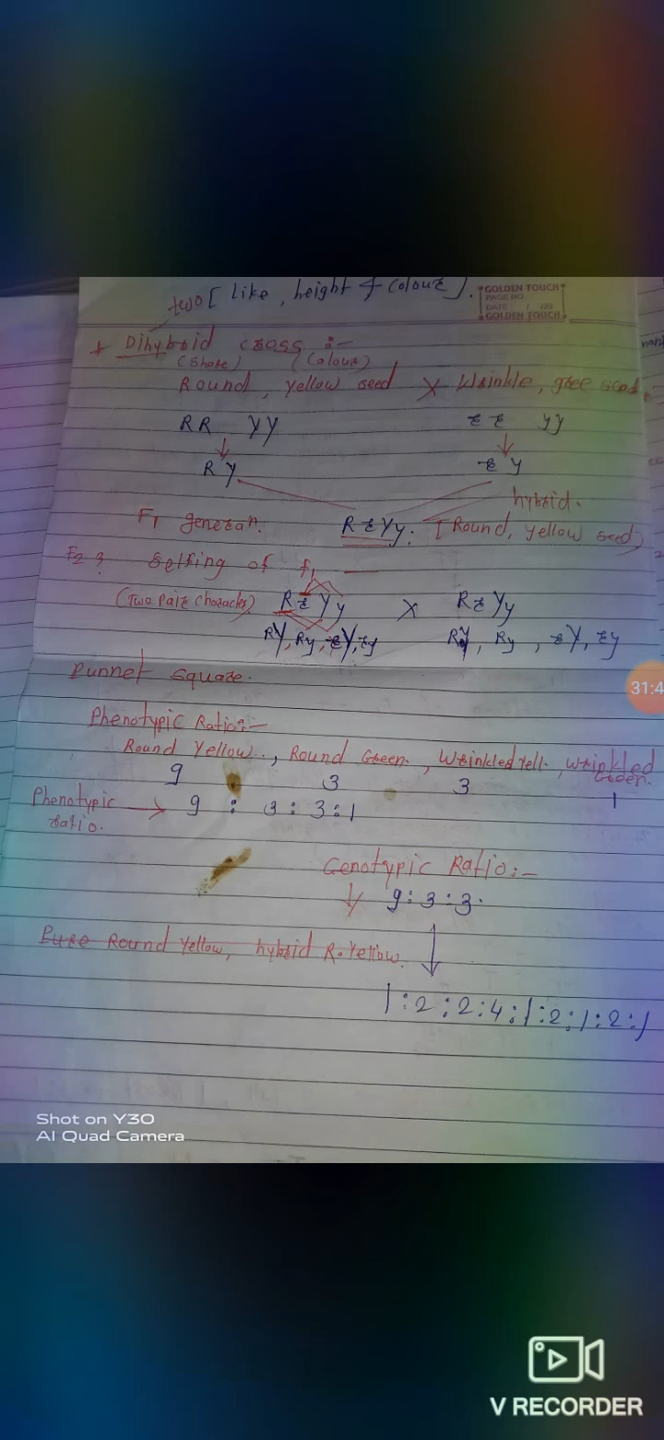 two [ like, height & colour ].
GOLDEN TOUCH
PAGE NO.
DATE / /20
GOLDEN TOUCH
+ Dihybrid cross :-
(Shape) (Colour)
Round, yellow seed X Wrinkle, gree seed.
RR YY rr yy
RY ry
hybrid.
F1 generan. RrYy. [Round, yellow seed]
F2 : Selfing of f1
(Two pair characters) RrYy X RrYy
RY, Ry, rY, ry RY, Ry, rY, ry
Punnet square.
31:4
Phenotypic Ratio:-
Round Yellow., Round Green., Wrinkled Yell., wrinkled Green.
9 3 3 1
Phenotypic ratio. → 9 : 3 : 3 : 1
Genotypic Ratio:-
9:3:3.
Pure Round Yellow, hybrid R.Yellow.
1:2:2:4:1:2:1:2:1
Shot on Y30
AI Quad Camera
V RECORDER